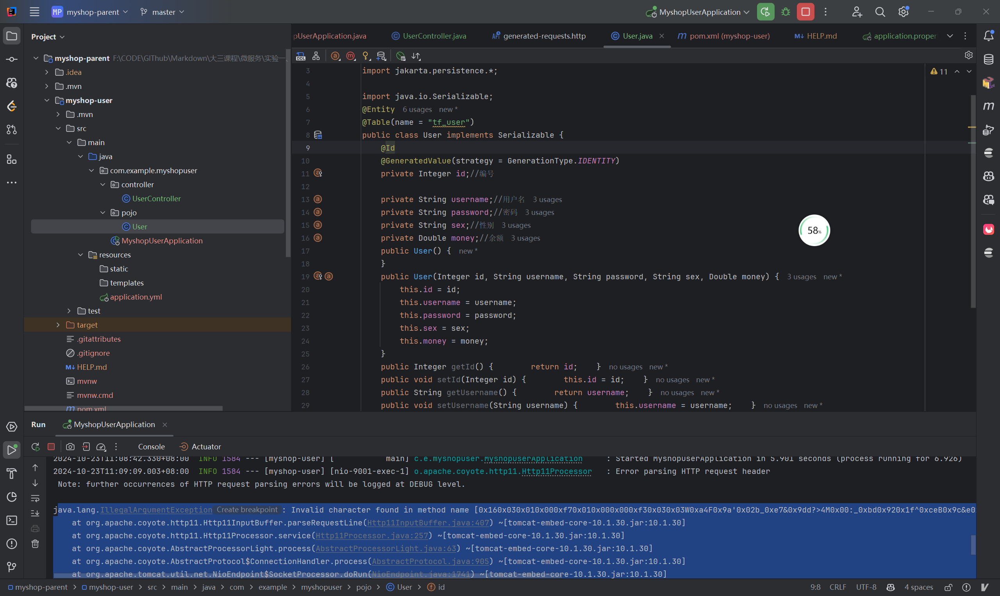 MP myshop-parent master MyshopUserApplication
Project
pUserApplication.java UserController.java generated-requests.http User.java pom.xml (myshop-user) HELP.md application.proper
myshop-parent F:\CODE\GIThub\Markdown\大三课程\微服务\实验一
.idea
.mvn
myshop-user
.mvn
src
main
java
com.example.myshopuser
controller
UserController
pojo
User
MyshopUserApplication
resources
static
templates
application.yml
test
target
.gitattributes
.gitignore
HELP.md
mvnw
mvnw.cmd
pom.xml
DDL
11
3 import jakarta.persistence.*;
4
5 import java.io.Serializable;
6 @Entity 6 usages new *
7 @Table(name = "tf_user")
8 public class User implements Serializable {
9 @Id
10 @GeneratedValue(strategy = GenerationType.IDENTITY)
11 private Integer id;//编号
12
13 private String username;//用户名 3 usages
14 private String password;//密码 3 usages
15 private String sex;//性别 3 usages
16 private Double money;//余额 3 usages
17 public User() { new *
18 }
19 public User(Integer id, String username, String password, String sex, Double money) { 3 usages new *
20 this.id = id;
21 this.username = username;
22 this.password = password;
23 this.sex = sex;
24 this.money = money;
25 }
26 public Integer getId() { return id; } no usages new *
27 public void setId(Integer id) { this.id = id; } no usages new *
28 public String getUsername() { return username; } no usages new *
29 public void setUsername(String username) { this.username = username; } no usages new *
58%
Run MyshopUserApplication
Console Actuator
2024-10-23T11:08:42.330+08:00 INFO 1584 --- [myshop-user] [ main] c.e.myshopuser.MyshopUserApplication : Started MyshopUserApplication in 5.901 seconds (process running for 6.926)
2024-10-23T11:09:09.003+08:00 INFO 1584 --- [myshop-user] [nio-9001-exec-1] o.apache.coyote.http11.Http11Processor : Error parsing HTTP request header
Note: further occurrences of HTTP request parsing errors will be logged at DEBUG level.
java.lang.IllegalArgumentException Create breakpoint : Invalid character found in method name [0x160x030x010x000xf70x010x000x000xf30x030x03W0xa4F0x9a'0x02b_0xe7&0x9dd?>4M0x00:_0xbd0x920x1f^0xceB0x9c&e0
at org.apache.coyote.http11.Http11InputBuffer.parseRequestLine(Http11InputBuffer.java:407) ~[tomcat-embed-core-10.1.30.jar:10.1.30]
at org.apache.coyote.http11.Http11Processor.service(Http11Processor.java:257) ~[tomcat-embed-core-10.1.30.jar:10.1.30]
at org.apache.coyote.AbstractProcessorLight.process(AbstractProcessorLight.java:63) ~[tomcat-embed-core-10.1.30.jar:10.1.30]
at org.apache.coyote.AbstractProtocol$ConnectionHandler.process(AbstractProtocol.java:905) ~[tomcat-embed-core-10.1.30.jar:10.1.30]
at org.apache.tomcat.util.net.NioEndpoint$SocketProcessor.doRun(NioEndpoint.java:1741) ~[tomcat-embed-core-10.1.30.jar:10.1.30]
myshop-parent > myshop-user > src > main > java > com > example > myshopuser > pojo > User > id 9:8 CRLF UTF-8 4 spaces